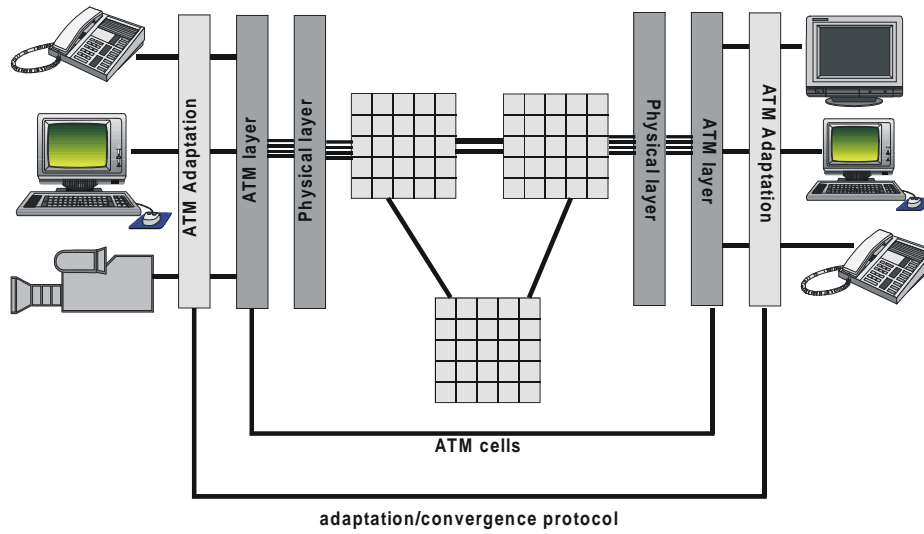 ATM Adaptation
ATM layer
Physical layer
Physical layer
ATM layer
ATM Adaptation
ATM cells
adaptation/convergence protocol